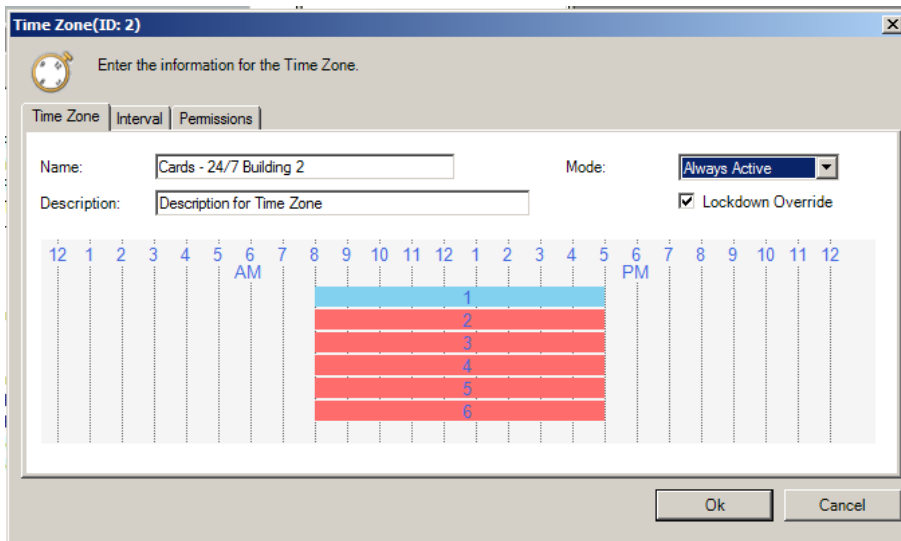 Time Zone(ID: 2)
Enter the information for the Time Zone.
Time Zone Interval Permissions
Name: Cards - 24/7 Building 2 Mode: Always Active
Description: Description for Time Zone Lockdown Override
12 1 2 3 4 5 6 7 8 9 10 11 12 1 2 3 4 5 6 7 8 9 10 11 12
AM PM
1
2
3
4
5
6
Ok Cancel